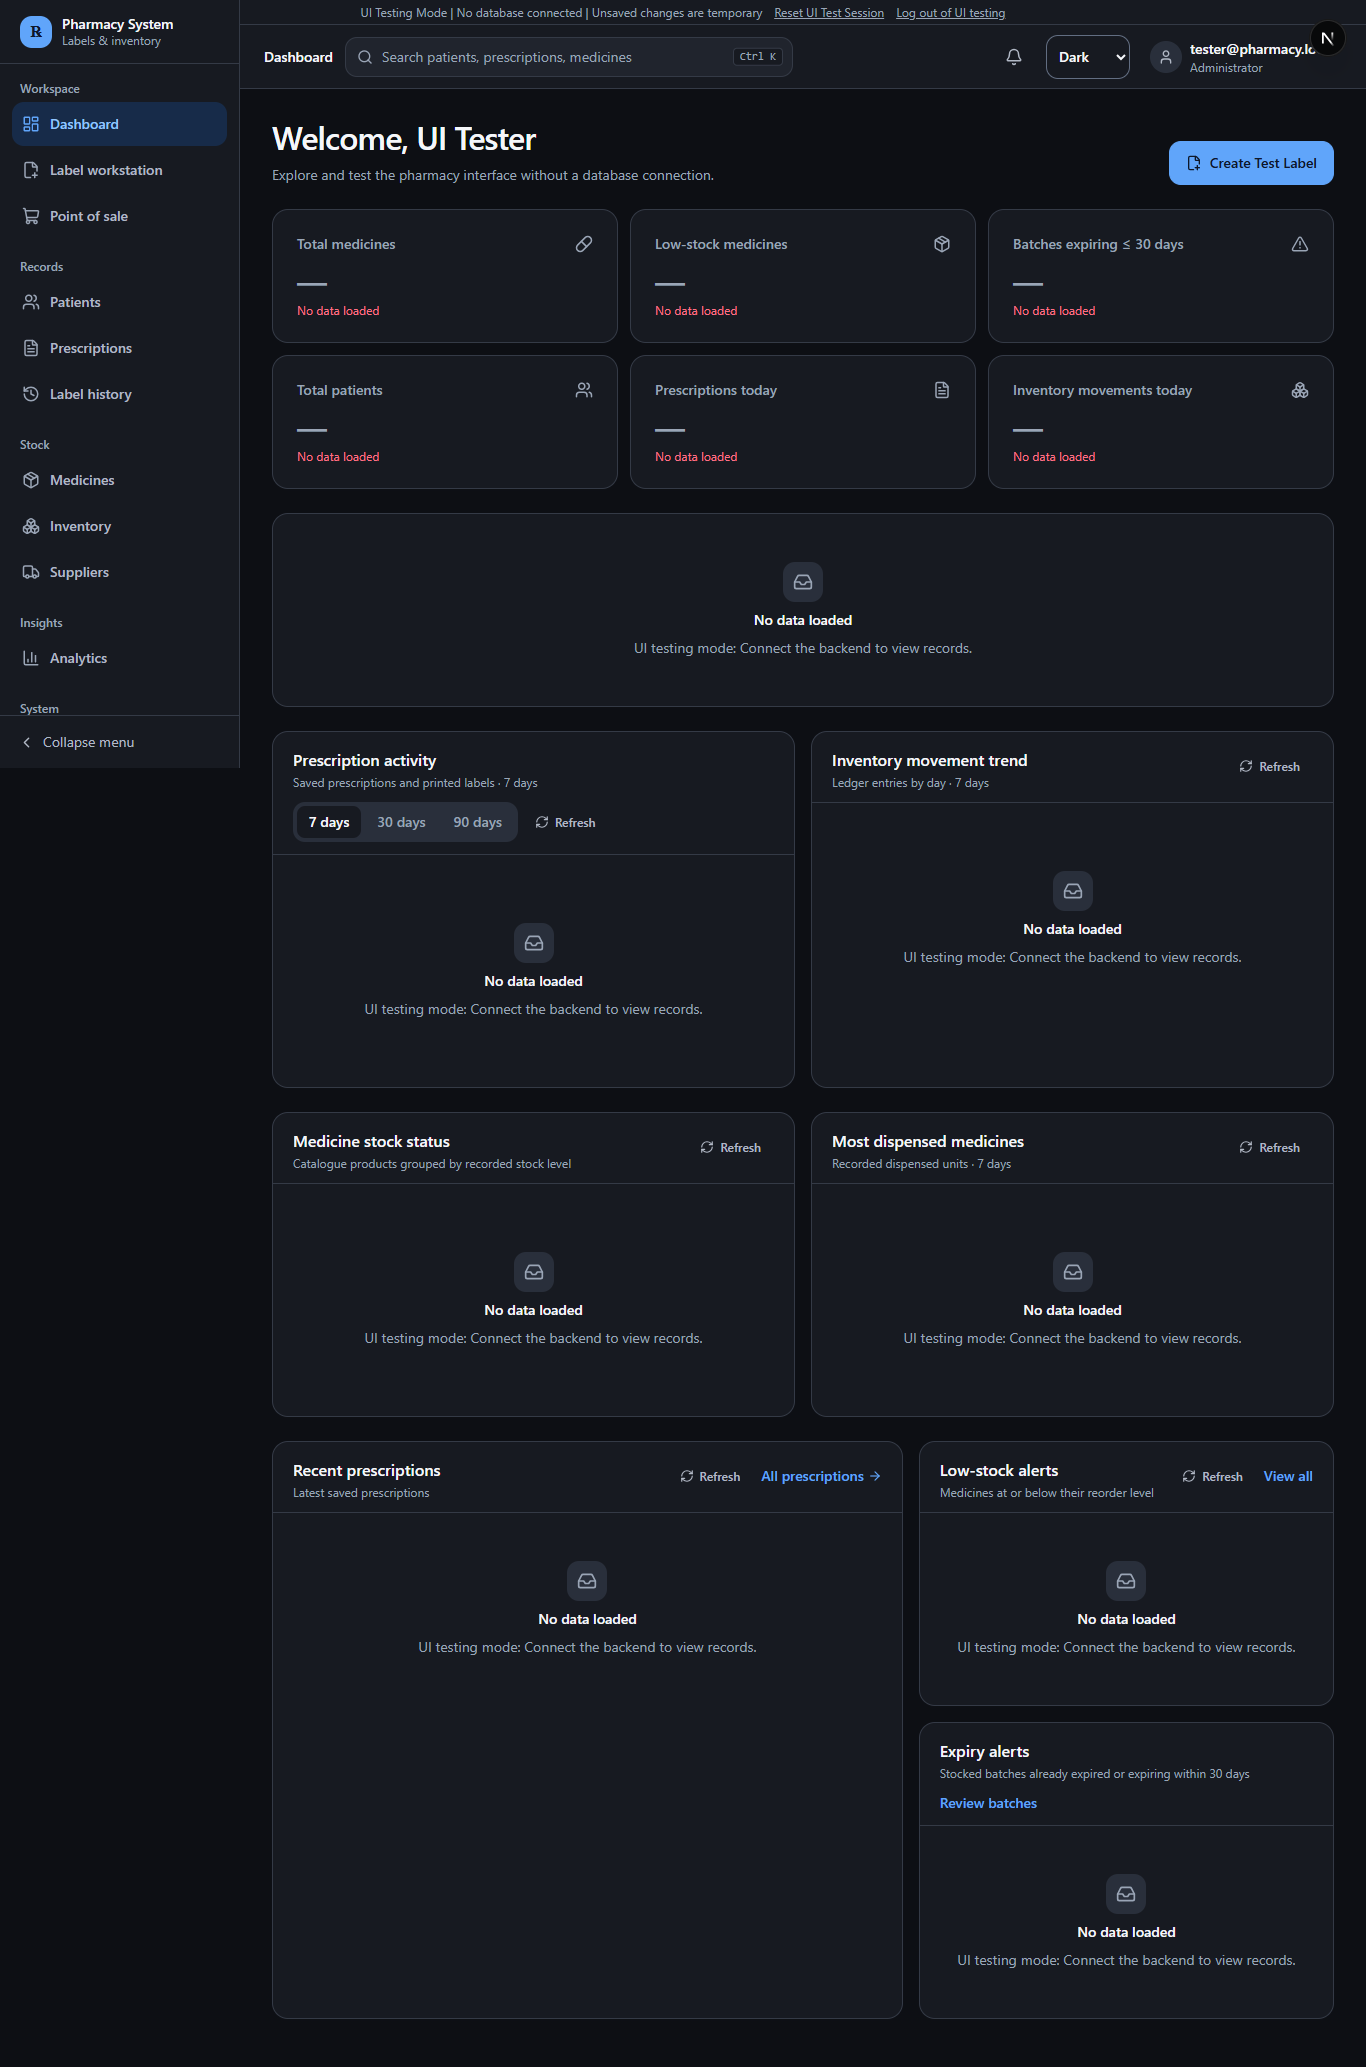 UI Testing Mode | No database connected | Unsaved changes are temporary Reset UI Test Session Log out of UI testing
℞
Pharmacy System
Labels & inventory
Dashboard
Search patients, prescriptions, medicines
Ctrl K
Dark
tester@pharmacy.lo
Administrator
N
Workspace
Dashboard
Label workstation
Point of sale
Records
Patients
Prescriptions
Label history
Stock
Medicines
Inventory
Suppliers
Insights
Analytics
System
Collapse menu
Welcome, UI Tester
Explore and test the pharmacy interface without a database connection.
Create Test Label
Total medicines
—
No data loaded
Low-stock medicines
—
No data loaded
Batches expiring ≤ 30 days
—
No data loaded
Total patients
—
No data loaded
Prescriptions today
—
No data loaded
Inventory movements today
—
No data loaded
No data loaded
UI testing mode: Connect the backend to view records.
Prescription activity
Saved prescriptions and printed labels · 7 days
7 days 30 days 90 days Refresh
No data loaded
UI testing mode: Connect the backend to view records.
Inventory movement trend
Ledger entries by day · 7 days
Refresh
No data loaded
UI testing mode: Connect the backend to view records.
Medicine stock status
Catalogue products grouped by recorded stock level
Refresh
No data loaded
UI testing mode: Connect the backend to view records.
Most dispensed medicines
Recorded dispensed units · 7 days
Refresh
No data loaded
UI testing mode: Connect the backend to view records.
Recent prescriptions
Latest saved prescriptions
Refresh All prescriptions →
No data loaded
UI testing mode: Connect the backend to view records.
Low-stock alerts
Medicines at or below their reorder level
Refresh View all
No data loaded
UI testing mode: Connect the backend to view records.
Expiry alerts
Stocked batches already expired or expiring within 30 days
Review batches
No data loaded
UI testing mode: Connect the backend to view records.